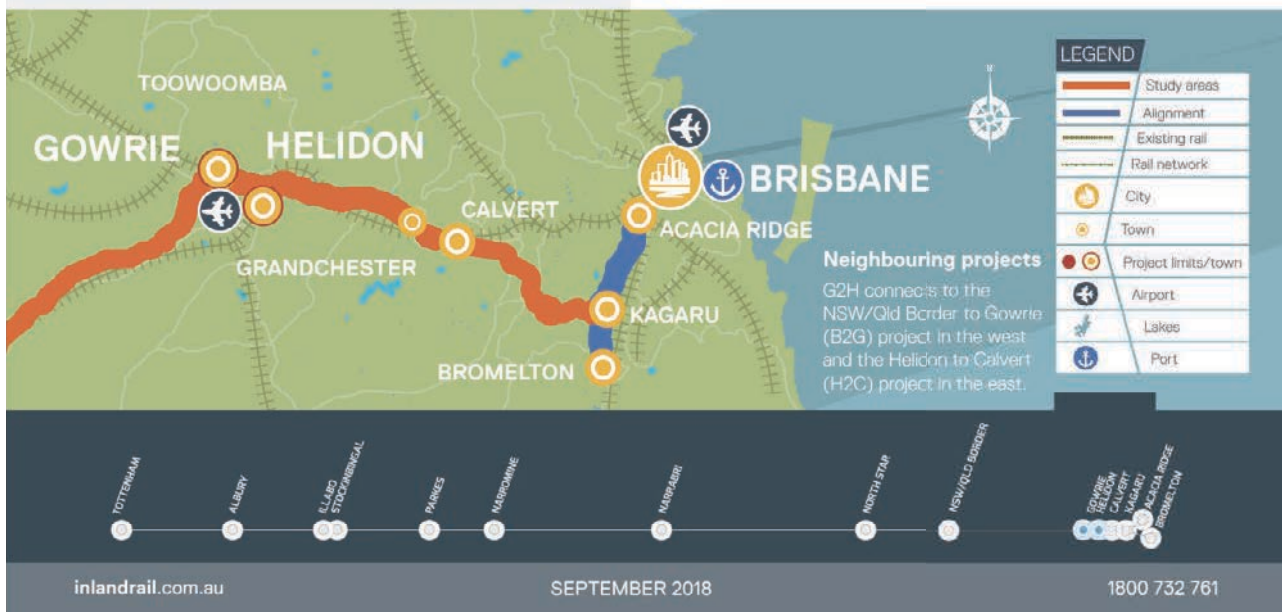 TOOWOOMBA
GOWRIE
HELIDON
CALVERT
GRANDCHESTER
BRISBANE
ACACIA RIDGE
KAGARU
BROMELTON
N
Neighbouring projects
G2H connects to the
NSW/Qld Border to Gowrie
(B2G) project in the west
and the Helidon to Calvert
(H2C) project in the east.
LEGEND
Study areas
Alignment
Existing rail
Rail network
City
Town
Project limits/town
Airport
Lakes
Port
TOTTENHAM
ALBURY
ILLABO
STOCKINBINGAL
PARKES
NARROMINE
NARRABRI
NORTH STAR
NSW/QLD BORDER
GOWRIE
HELIDON
CALVERT
KAGARU
ACACIA RIDGE
BROMELTON
inlandrail.com.au
SEPTEMBER 2018
1800 732 761